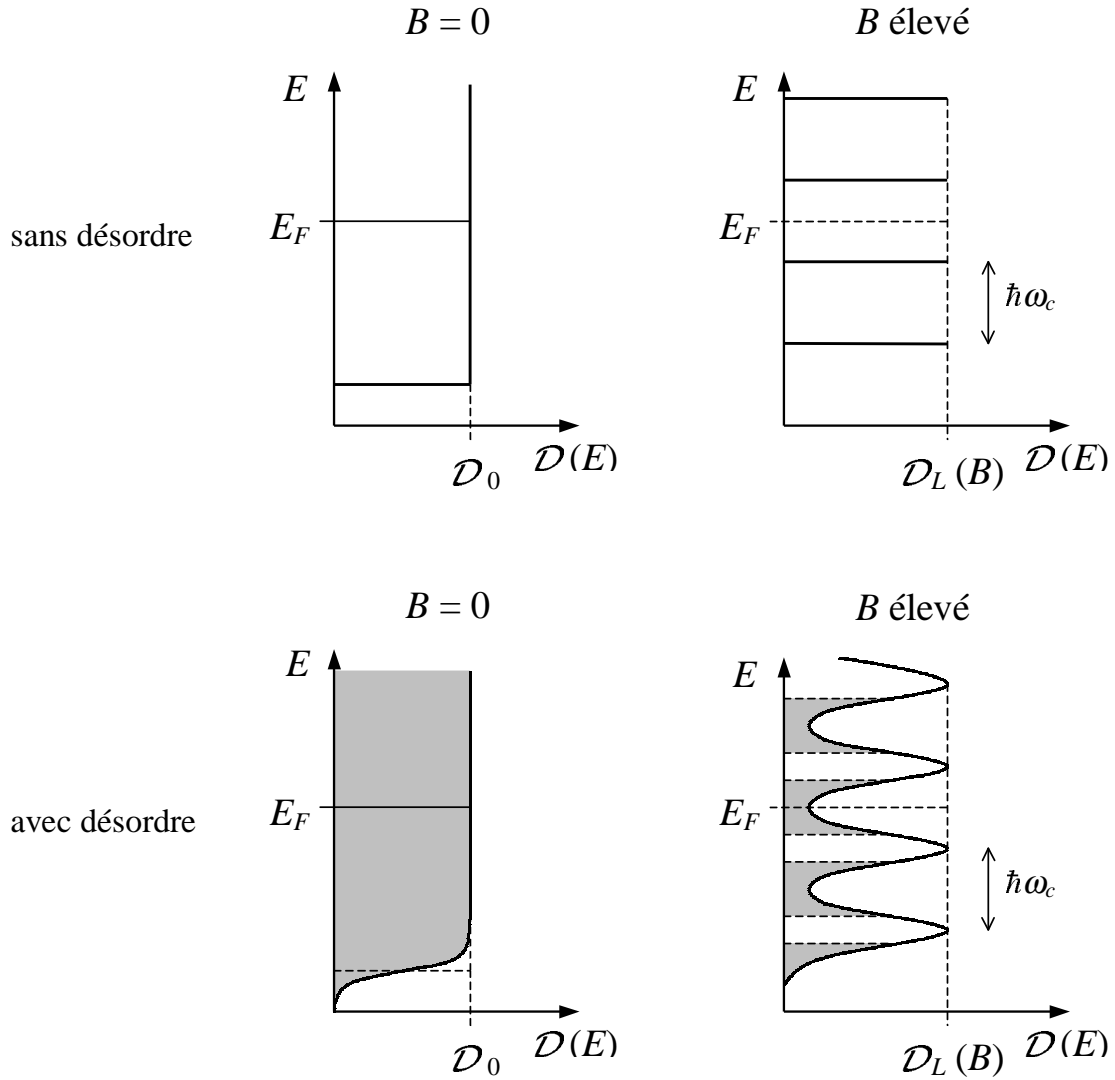 B = 0
B élevé
E
E
sans désordre
E_F
E_F
ħω_c
𝒟(E)
𝒟(E)
𝒟_0
𝒟_L (B)
B = 0
B élevé
E
E
avec désordre
E_F
E_F
ħω_c
𝒟_0
𝒟(E)
𝒟_L (B)
𝒟(E)